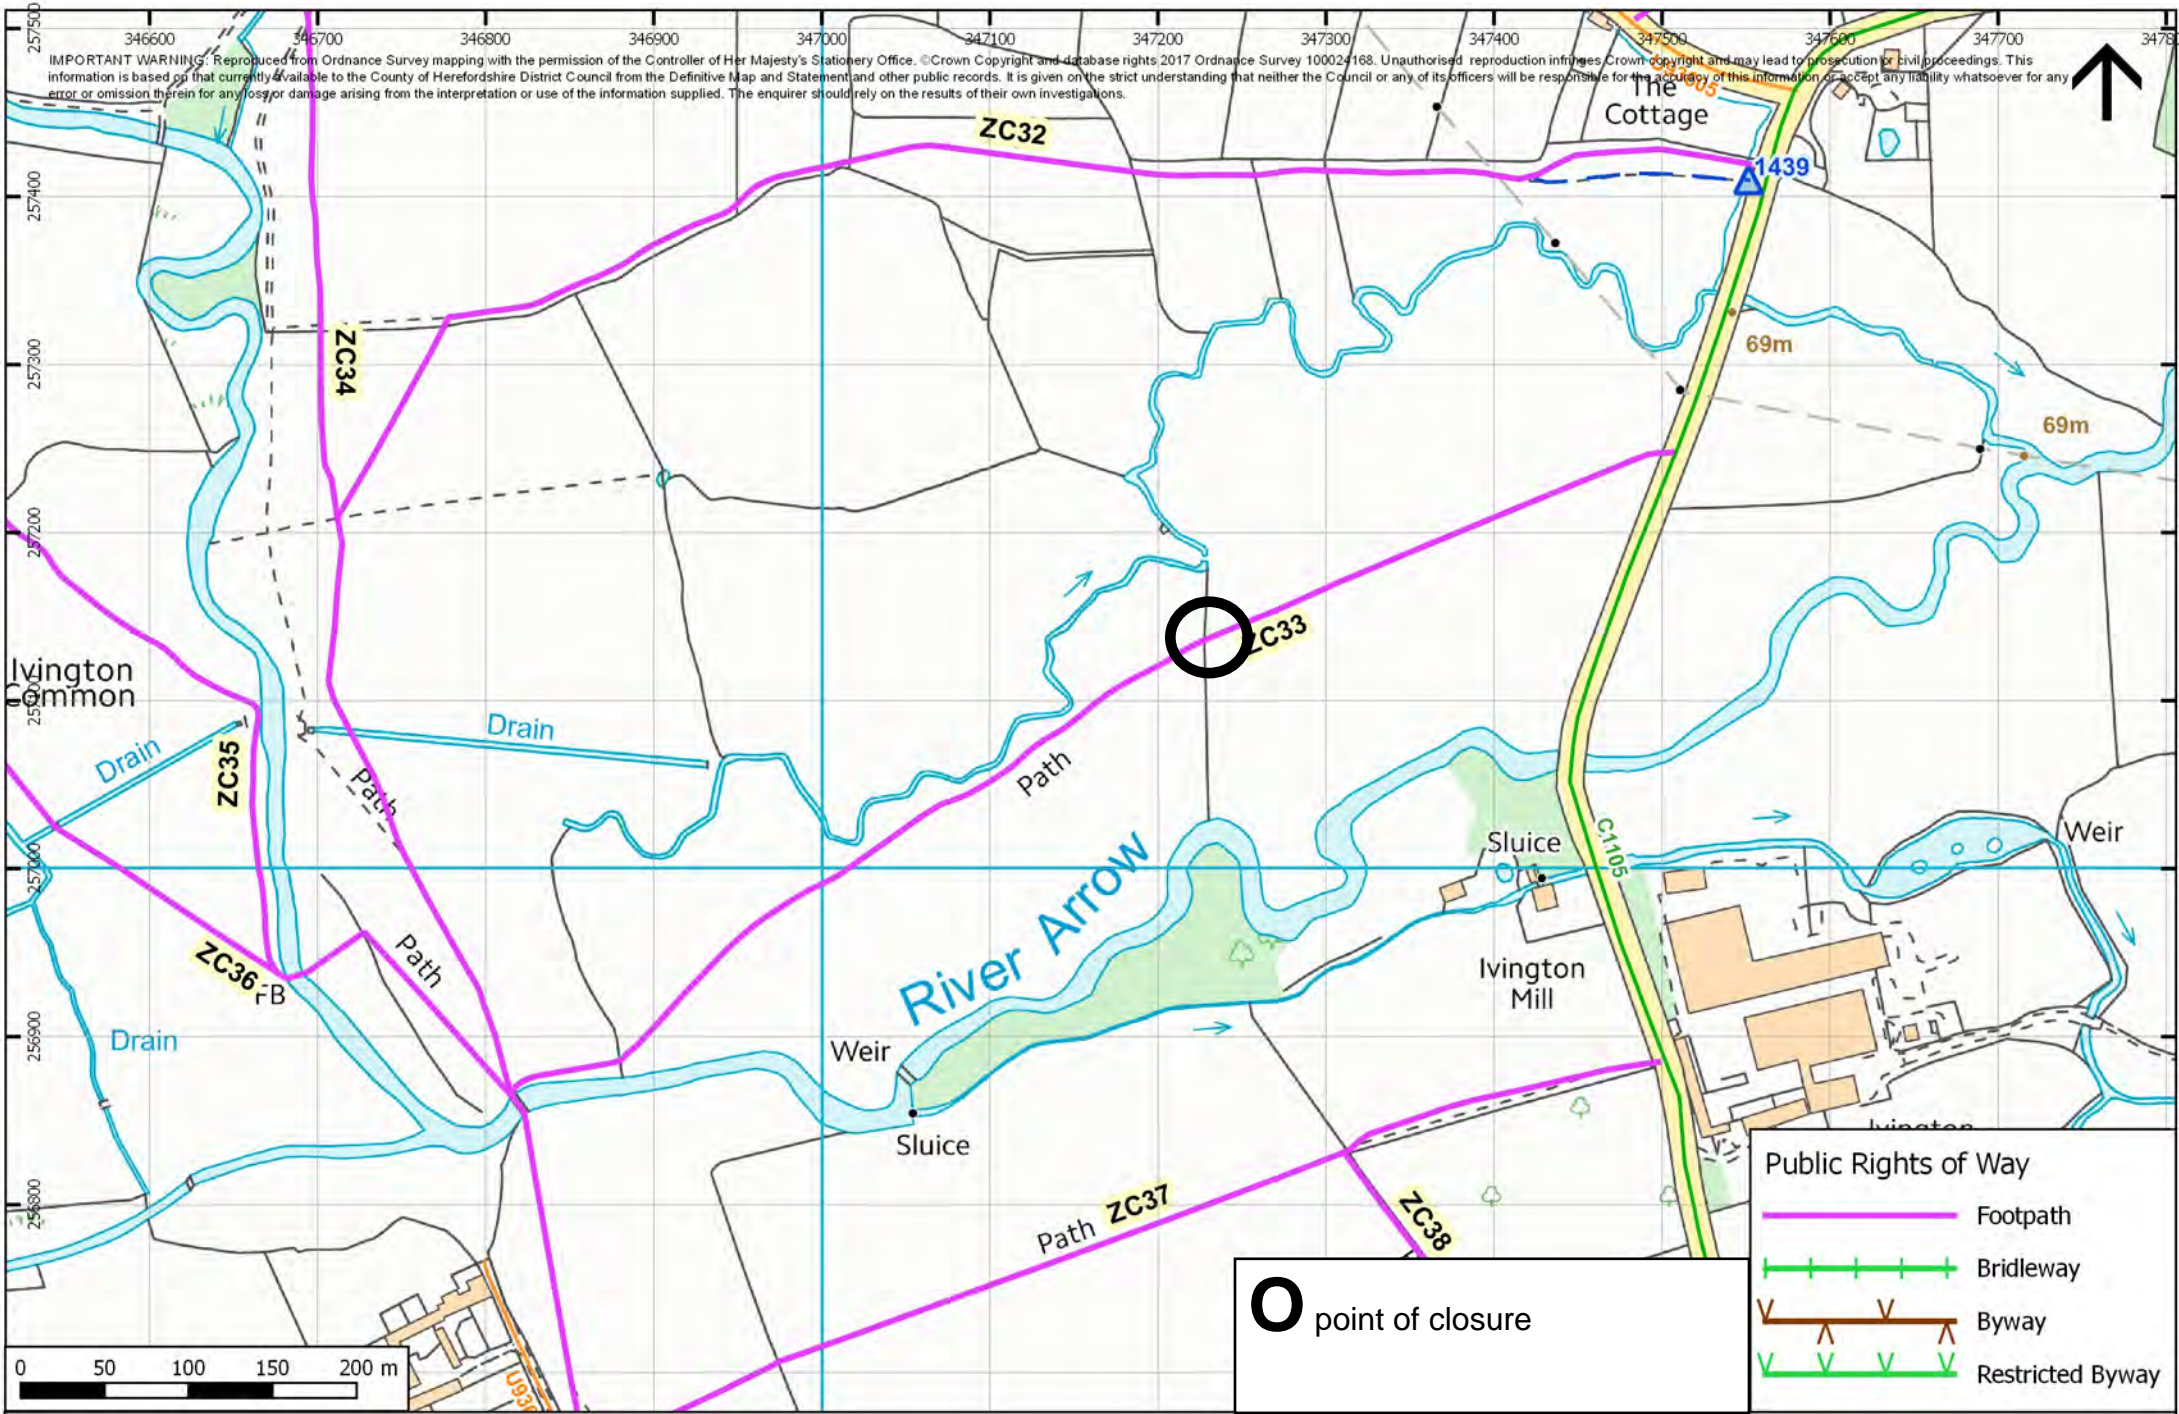 346600 346700 346800 346900 347000 347100 347200 347300 347400 347500 347600 347700
IMPORTANT WARNING: Reproduced from Ordnance Survey mapping with the permission of the Controller of Her Majesty's Stationery Office. ©Crown Copyright and database rights 2017 Ordnance Survey 100024168. Unauthorised reproduction infringes Crown copyright and may lead to prosecution or civil proceedings. This
information is based on that currently available to the County of Herefordshire District Council from the Definitive Map and Statement and other public records. It is given on the strict understanding that neither the Council or any of its officers will be responsible for the accuracy of this information or accept any liability whatsoever for any
error or omission therein for any loss or damage arising from the interpretation or use of the information supplied. The enquirer should rely on the results of their own investigations.
257500
The
Cottage
ZC32
1439
257400
ZC34
69m
257300
69m
257200
ZC33
Ivington
Common
257100
Drain
Drain
ZC35
Path
Path
River Arrow
Sluice
C1105
Weir
257000
ZC36
FB
Path
Ivington
Mill
Drain
256900
Weir
Sluice
256800
Path
ZC37
ZC38
Public Rights of Way
Footpath
Bridleway
Byway
Restricted Byway
O point of closure
0 50 100 150 200 m